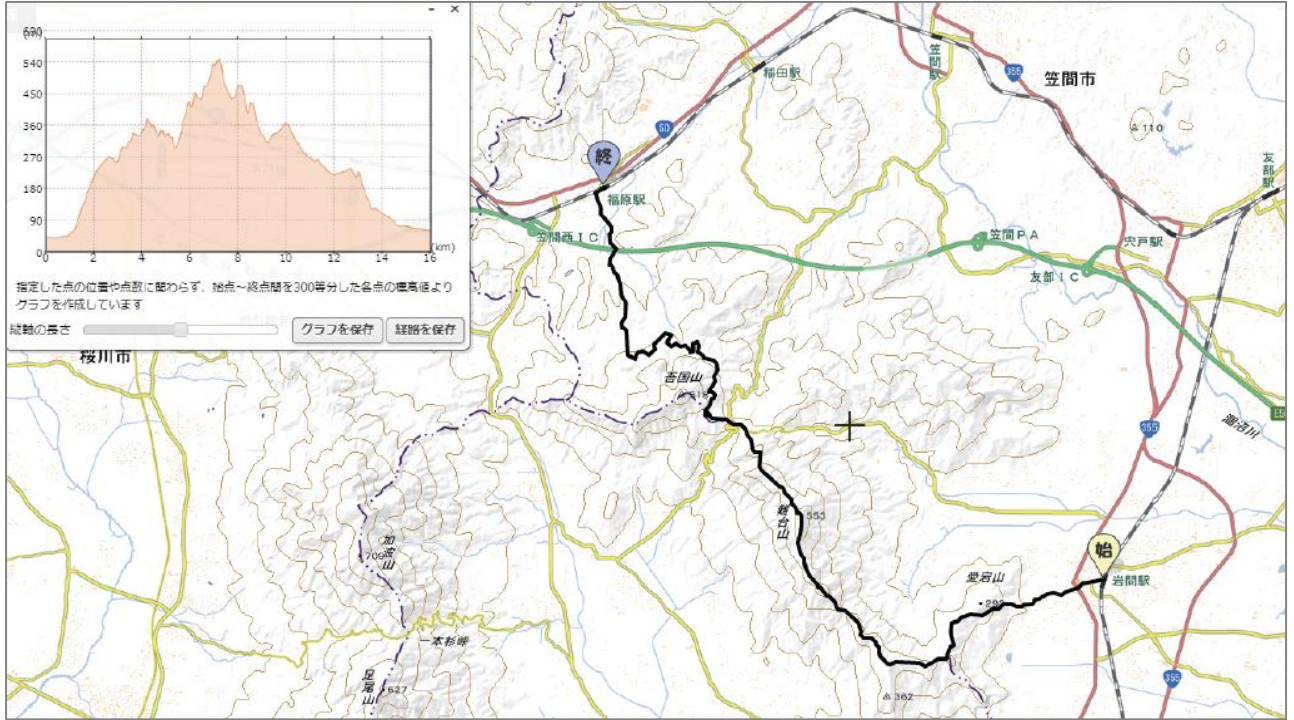 630
(m)
540
450
360
270
180
90
0
0 2 4 6 8 10 12 14 16
(km)
指定した点の位置や点数に関わらず、始点～終点間を300等分した各点の標高値より
グラフを作成しています
縦軸の長さ
グラフを保存
経路を保存
桜川市
稲田駅
笠間駅
355
笠間市
50
110
友部駅
終
福原駅
笠間西IC
笠間PA
宍戸駅
友部IC
吾国山
355
涸沼川
E50
553
加波山
709
始
岩間駅
愛宕山
一本杉峠
足尾山
627
362
355